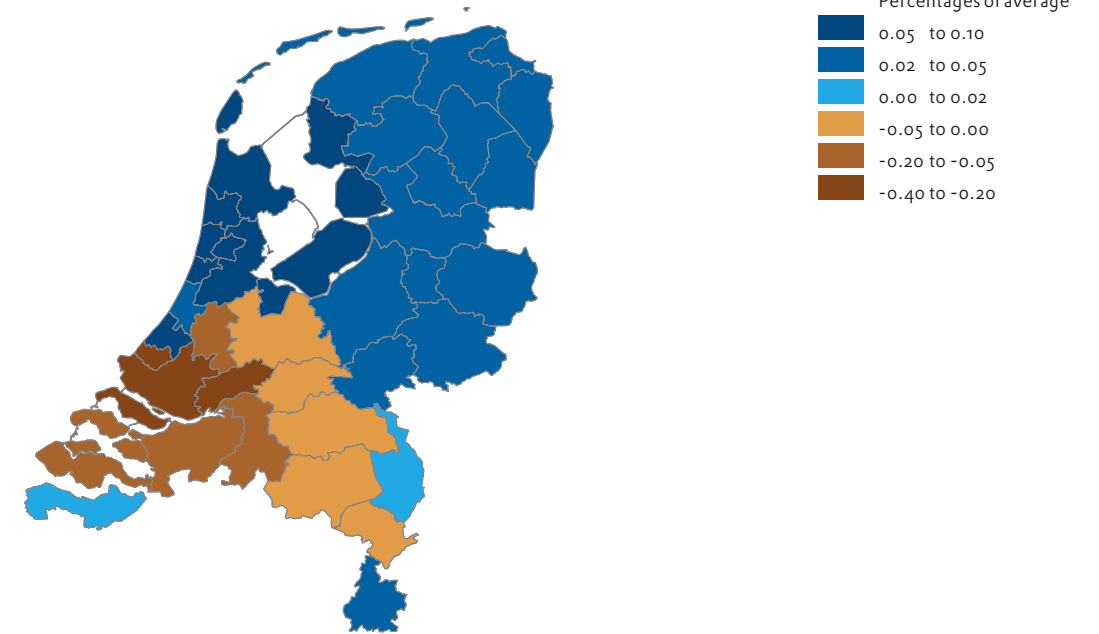 Percentages of average
0.05 to 0.10
0.02 to 0.05
0.00 to 0.02
-0.05 to 0.00
-0.20 to -0.05
-0.40 to -0.20